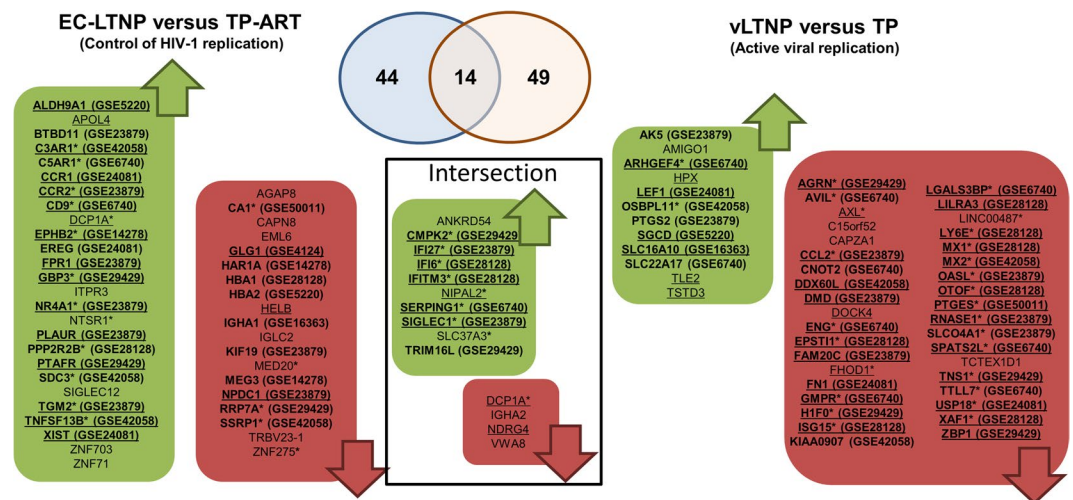 EC-LTNP versus TP-ART
(Control of HIV-1 replication)
ALDH9A1 (GSE5220)
APOL4
BTBD11 (GSE23879)
C3AR1* (GSE42058)
C5AR1* (GSE6740)
CCR1 (GSE24081)
CCR2* (GSE23879)
CD9* (GSE6740)
DCP1A*
EPHB2* (GSE14278)
EREG (GSE24081)
FPR1 (GSE23879)
GBP3* (GSE29429)
ITPR3
NR4A1* (GSE23879)
NTSR1*
PLAUR (GSE23879)
PPP2R2B* (GSE28128)
PTAFR (GSE29429)
SDC3* (GSE42058)
SIGLEC12
TGM2* (GSE23879)
TNFSF13B* (GSE42058)
XIST (GSE24081)
ZNF703
ZNF71
AGAP8
CA1* (GSE50011)
CAPN8
EML6
GLG1 (GSE4124)
HAR1A (GSE14278)
HBA1 (GSE28128)
HBA2 (GSE5220)
HELB
IGHA1 (GSE16363)
IGLC2
KIF19 (GSE23879)
MED20*
MEG3 (GSE14278)
NPDC1 (GSE23879)
RRP7A* (GSE29429)
SSRP1* (GSE42058)
TRBV23-1
ZNF275*
44
14
49
Intersection
ANKRD54
CMPK2* (GSE29429)
IFI27* (GSE23879)
IFI6* (GSE28128)
IFITM3* (GSE28128)
NIPAL2*
SERPING1* (GSE6740)
SIGLEC1* (GSE23879)
SLC37A3*
TRIM16L (GSE29429)
DCP1A*
IGHA2
NDRG4
VWA8
vLTNP versus TP
(Active viral replication)
AK5 (GSE23879)
AMIGO1
ARHGEF4* (GSE6740)
HPX
LEF1 (GSE24081)
OSBPL11* (GSE42058)
PTGS2 (GSE23879)
SGCD (GSE5220)
SLC16A10 (GSE16363)
SLC22A17 (GSE6740)
TLE2
TSTD3
AGRN* (GSE29429)
AVIL* (GSE6740)
AXL*
C15orf52
CAPZA1
CCL2* (GSE23879)
CNOT2 (GSE6740)
DDX60L (GSE42058)
DMD (GSE23879)
DOCK4
ENG* (GSE6740)
EPSTI1* (GSE28128)
FAM20C (GSE23879)
FHOD1*
FN1 (GSE24081)
GMPR* (GSE6740)
H1F0* (GSE29429)
ISG15* (GSE28128)
KIAA0907 (GSE42058)
LGALS3BP* (GSE6740)
LILRA3 (GSE28128)
LINC00487*
LY6E* (GSE28128)
MX1* (GSE28128)
MX2* (GSE42058)
OASL* (GSE23879)
OTOF* (GSE28128)
PTGES* (GSE50011)
RNASE1* (GSE23879)
SLCO4A1* (GSE23879)
SPATS2L* (GSE6740)
TCTEX1D1
TNS1* (GSE29429)
TTLL7* (GSE6740)
USP18* (GSE24081)
XAF1* (GSE28128)
ZBP1 (GSE29429)